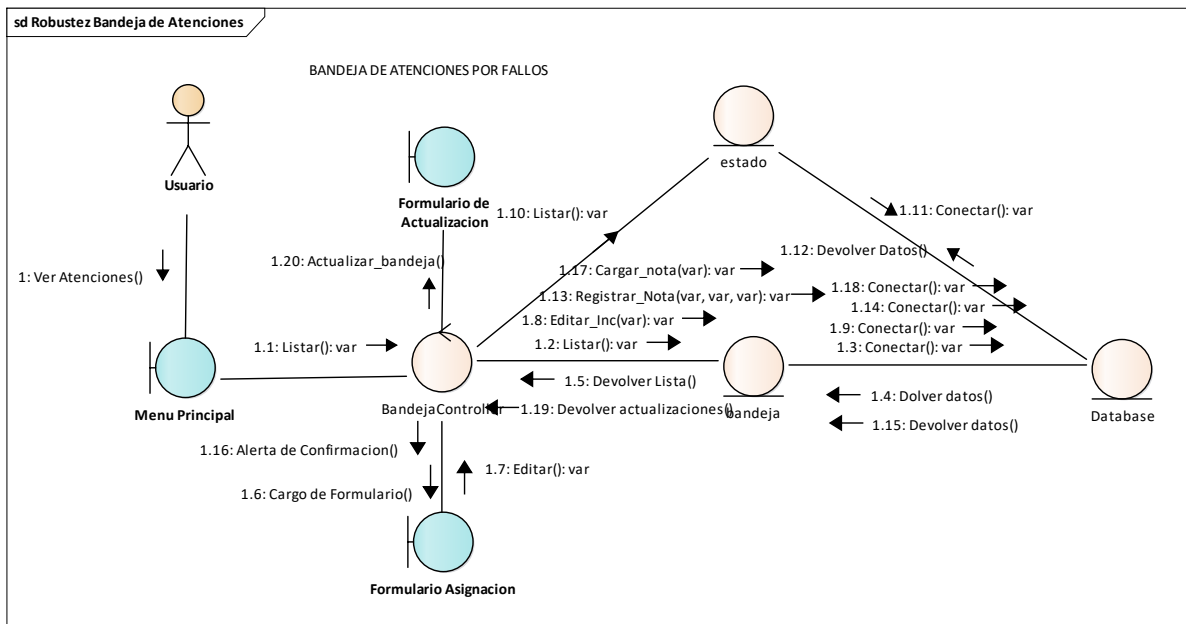 sd Robustez Bandeja de Atenciones
BANDEJA DE ATENCIONES POR FALLOS
Usuario
Formulario de
Actualizacion
estado
1.10: Listar(): var
1.11: Conectar(): var
1: Ver Atenciones()
1.20: Actualizar_bandeja()
1.12: Devolver Datos()
1.17: Cargar_nota(var): var
1.18: Conectar(): var
1.13: Registrar_Nota(var, var, var): var
1.14: Conectar(): var
1.8: Editar_Inc(var): var
1.9: Conectar(): var
1.1: Listar(): var
1.2: Listar(): var
1.3: Conectar(): var
1.5: Devolver Lista()
1.4: Dolver datos()
Menu Principal
BandejaController
1.19: Devolver actualizaciones()
bandeja
Database
1.15: Devolver datos()
1.16: Alerta de Confirmacion()
1.7: Editar(): var
1.6: Cargo de Formulario()
Formulario Asignacion